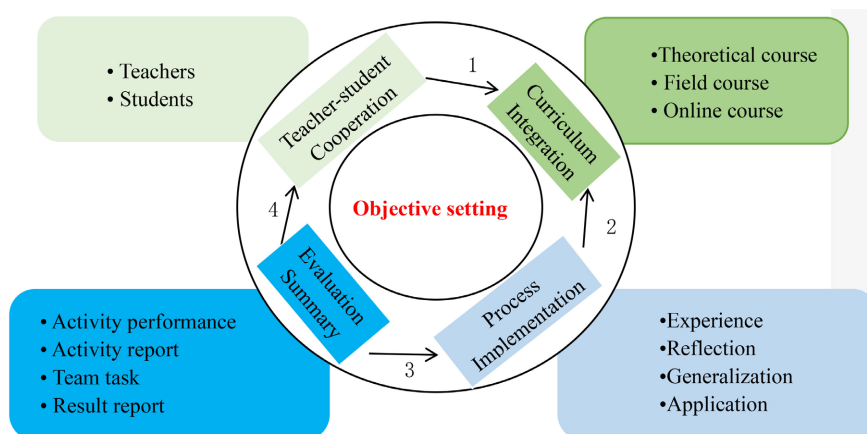 • Teachers
• Students
Teacher-student
Cooperation
1
Curriculum
Integration
•Theoretical course
• Field course
• Online course
4
Objective setting
2
Evaluation
Summary
3
Process
Implementation
• Activity performance
• Activity report
• Team task
• Result report
•Experience
•Reflection
•Generalization
•Application